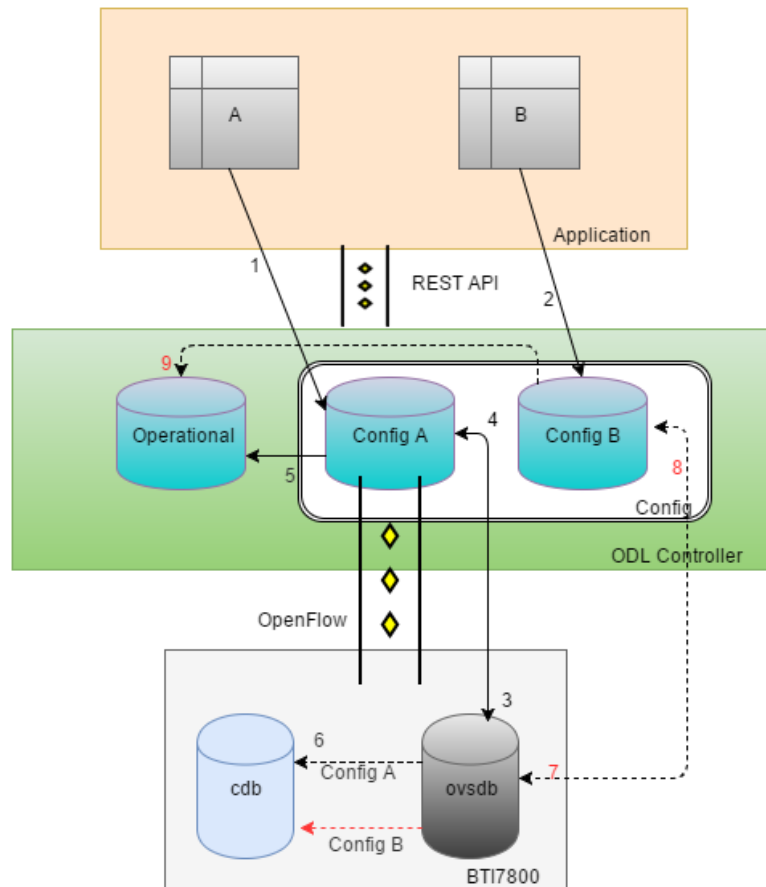 A
B
Application
1
REST API
2
9
Operational
Config A
4
Config B
5
8
Config
ODL Controller
OpenFlow
3
6
Config A
7
cdb
ovsdb
Config B
BTI7800